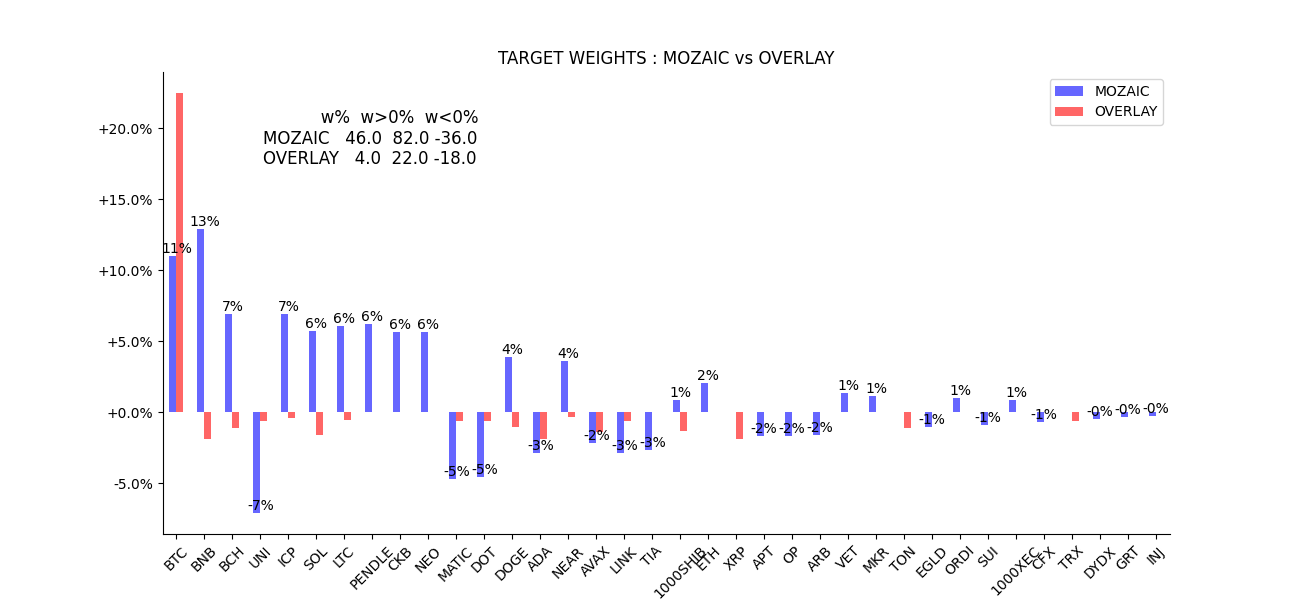 TARGET WEIGHTS : MOZAIC vs OVERLAY
MOZAIC
OVERLAY
w% w>0% w<0%
MOZAIC 46.0 82.0 -36.0
OVERLAY 4.0 22.0 -18.0
+20.0%
+15.0%
+10.0%
+5.0%
+0.0%
-5.0%
11%
13%
7%
-7%
7%
6%
6%
6%
6%
6%
-5%
-5%
4%
-3%
4%
-2%
-3%
-3%
1%
2%
-2%
-2%
-2%
1%
1%
-1%
1%
-1%
1%
-1%
-0%
-0%
-0%
BTC
BNB
BCH
UNI
ICP
SOL
LTC
PENDLE
CKB
NEO
MATIC
DOT
DOGE
ADA
NEAR
AVAX
LINK
TIA
1000SHIB
ETH
XRP
APT
OP
ARB
VET
MKR
TON
EGLD
ORDI
SUI
1000XEC
CFX
TRX
DYDX
GRT
INJ